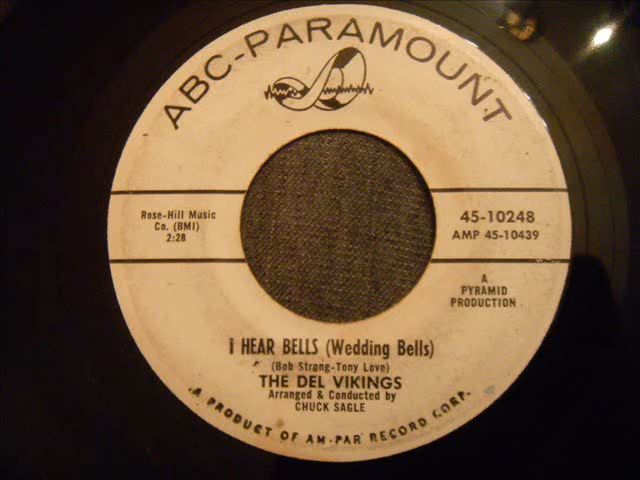 ABC-PARAMOUNT
Rose-Hill Music
Co. (BMI)
2:28
45-10248
AMP 45-10439
A
PYRAMID
PRODUCTION
I HEAR BELLS (Wedding Bells)
(Bob Strong-Tony Love)
THE DEL VIKINGS
Arranged & Conducted by
CHUCK SAGLE
A PRODUCT OF AM-PAR RECORD CORP.